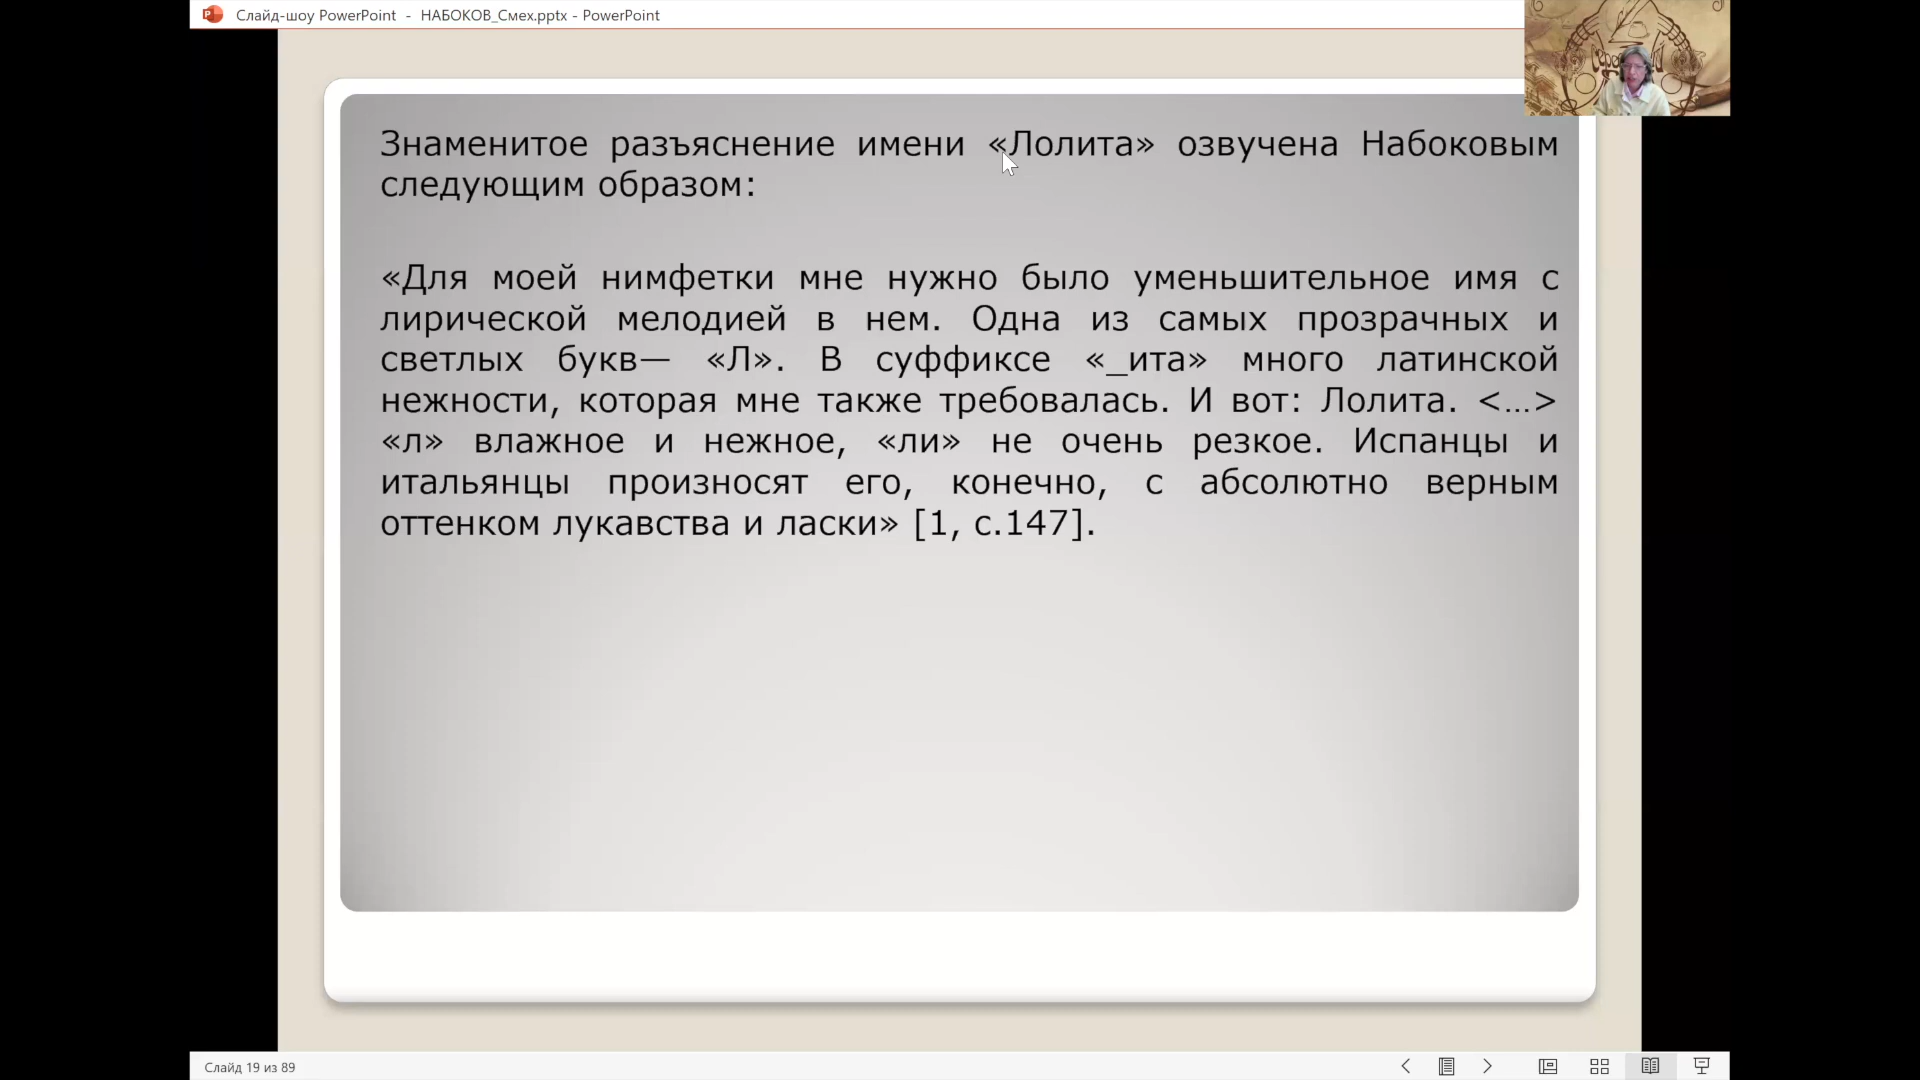 Слайд-шоу PowerPoint - НАБОКОВ_Смех.pptx - PowerPoint
Знаменитое разъяснение имени «Лолита» озвучена Набоковым
следующим образом:
«Для моей нимфетки мне нужно было уменьшительное имя с
лирической мелодией в нем. Одна из самых прозрачных и
светлых букв— «Л». В суффиксе «_ита» много латинской
нежности, которая мне также требовалась. И вот: Лолита. <…>
«л» влажное и нежное, «ли» не очень резкое. Испанцы и
итальянцы произносят его, конечно, с абсолютно верным
оттенком лукавства и ласки» [1, с.147].
Слайд 19 из 89